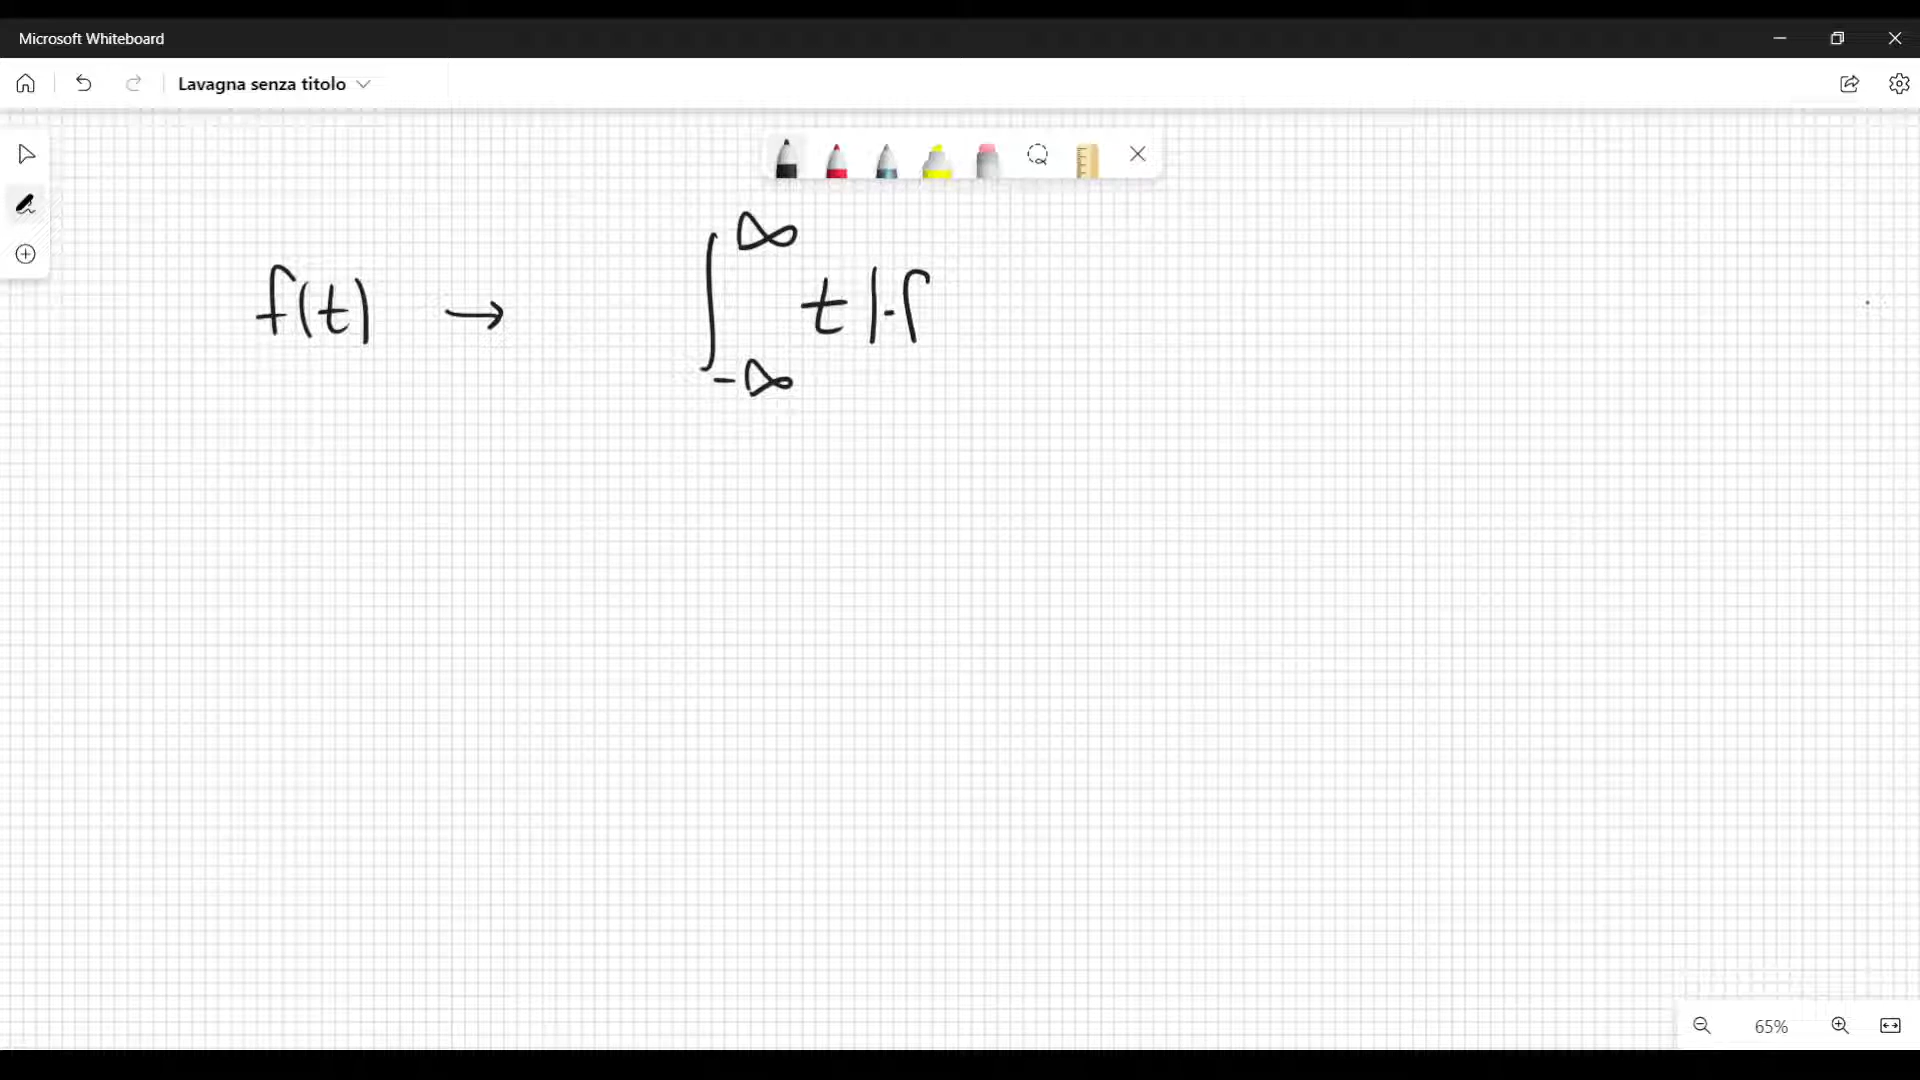 Microsoft Whiteboard
Lavagna senza titolo
f(t) → ∫_{-∞}^{∞} t |·f
65%